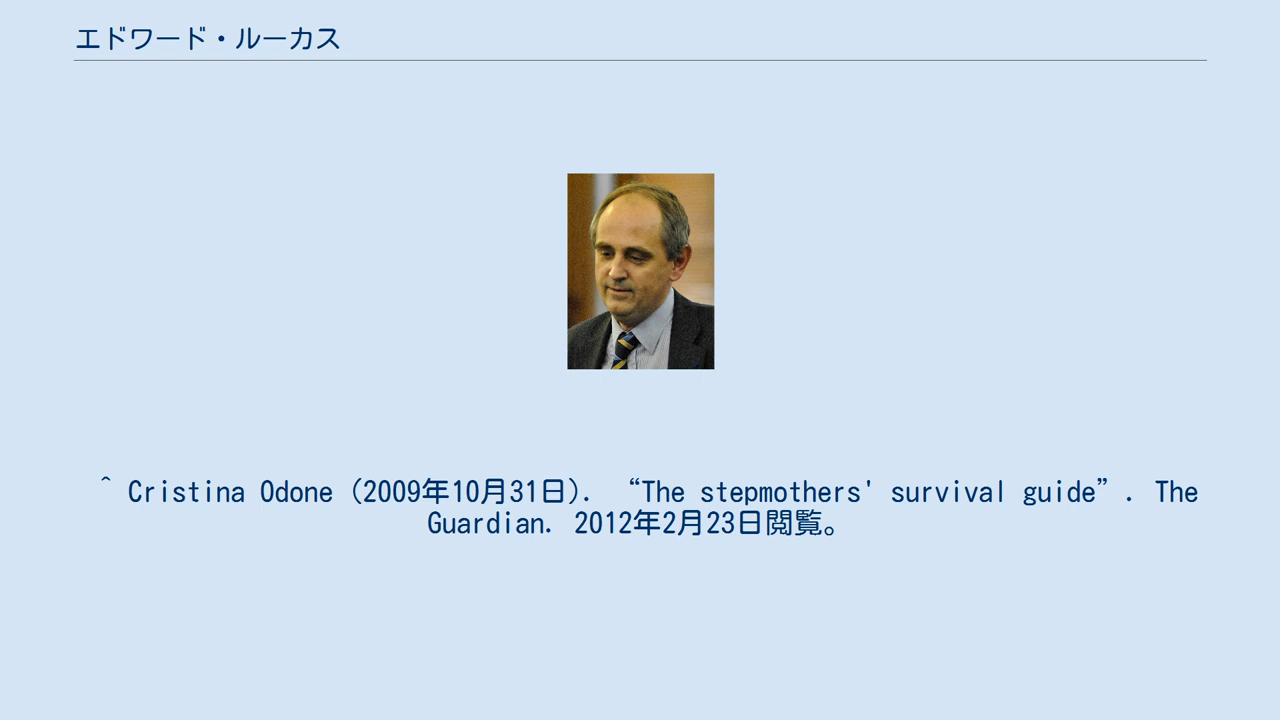 エドワード・ルーカス
^ Cristina Odone (2009年10月31日). “The stepmothers' survival guide”. The
Guardian. 2012年2月23日閲覧。